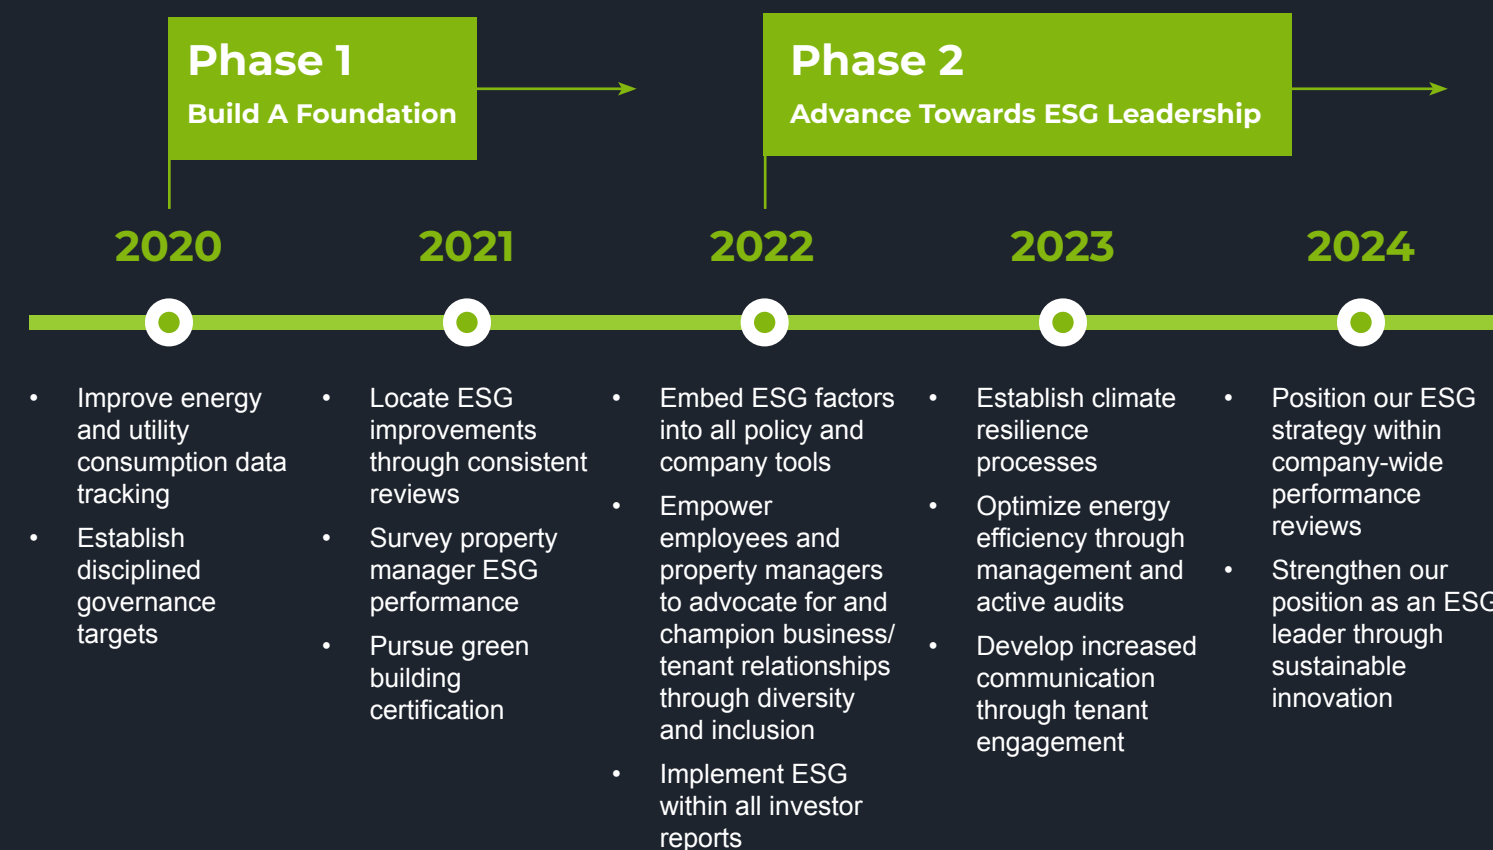 Phase 1
Build A Foundation
Phase 2
Advance Towards ESG Leadership
2020
2021
2022
2023
2024
• Improve energy
and utility
consumption data
tracking
• Establish
disciplined
governance
targets
• Locate ESG
improvements
through consistent
reviews
• Survey property
manager ESG
performance
• Pursue green
building
certification
• Embed ESG factors
into all policy and
company tools
• Empower
employees and
property managers
to advocate for and
champion business/
tenant relationships
through diversity
and inclusion
• Implement ESG
within all investor
reports
• Establish climate
resilience
processes
• Optimize energy
efficiency through
management and
active audits
• Develop increased
communication
through tenant
engagement
• Position our ESG
strategy within
company-wide
performance
reviews
• Strengthen our
position as an ESG
leader through
sustainable
innovation